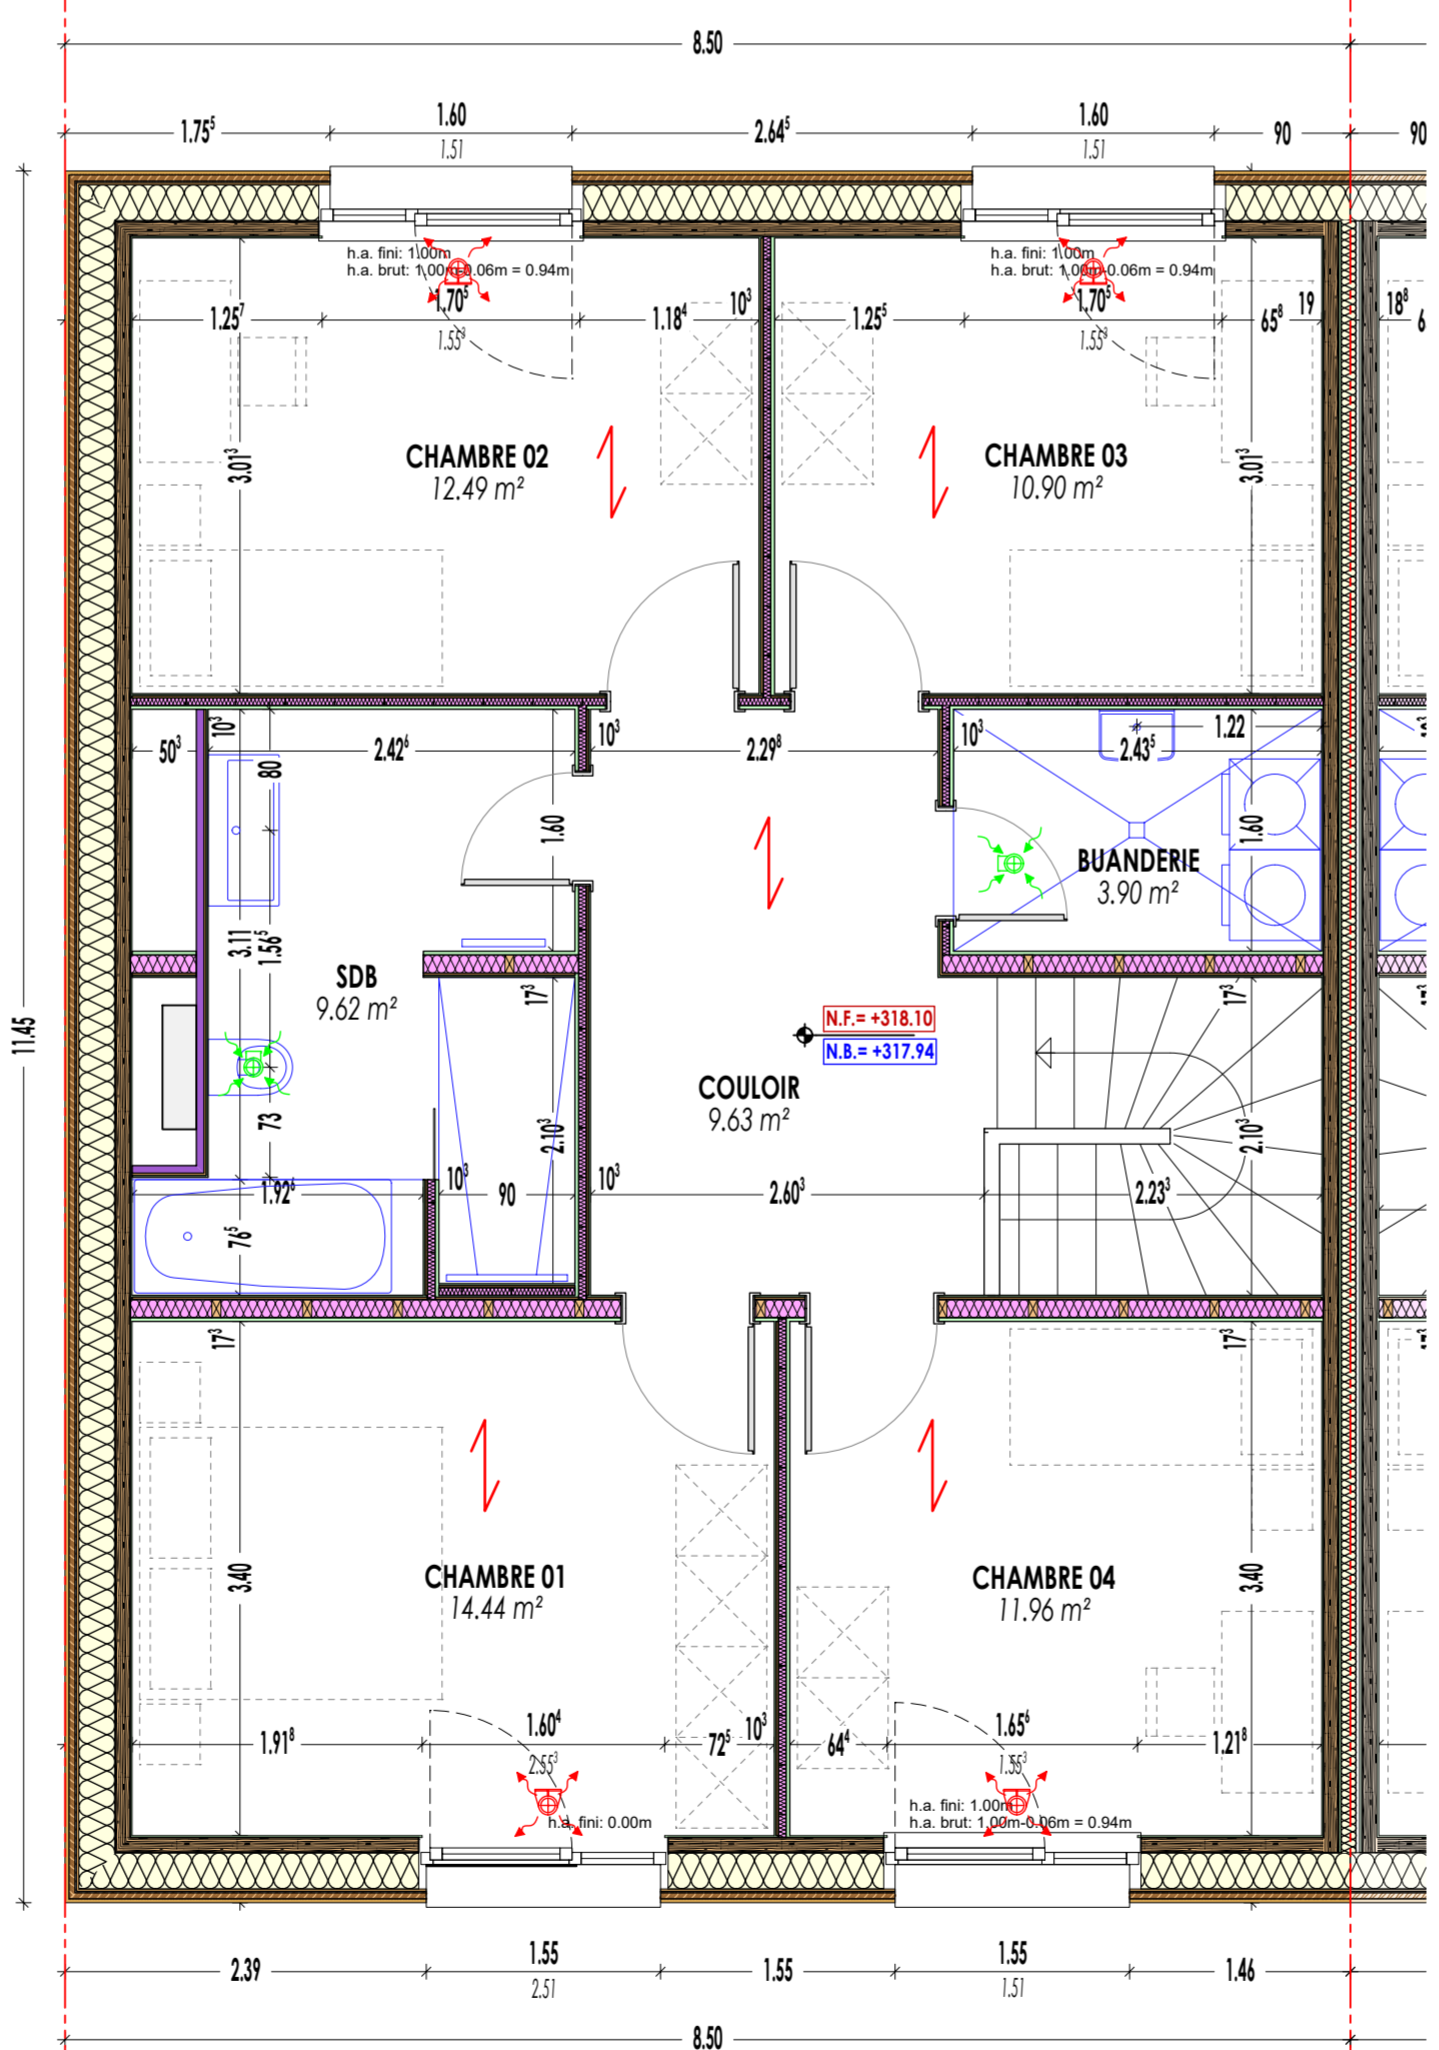 8.50
1.75⁵ 1.60 2.64⁵ 1.60 90 90
1.51 1.51
h.a. fini: 1.00m
h.a. brut: 1.00m-0.06m = 0.94m
h.a. fini: 1.00m
h.a. brut: 1.00m-0.06m = 0.94m
1.25⁷ 1.70⁵ 1.18⁴ 10³ 1.25⁵ 1.70⁵ 65⁸ 19 18⁸ 6
1.55³ 1.55³
3.01³ 3.01³
CHAMBRE 02
12.49 m²
CHAMBRE 03
10.90 m²
10³ 10³ 10³ 1.22
50³ 2.42⁶ 2.29⁸ 2.43⁵
80 1.60 1.60
BUANDERIE
3.90 m²
3.11 1.56⁵
SDB
9.62 m²
17³ 17³
N.F.= +318.10
N.B.= +317.94
11.45
COULOIR
9.63 m²
73 2.10³ 2.10³
1.92⁶ 10³ 90 10³ 2.60³ 2.23³
76⁵
17³ 17³
3.40 3.40
CHAMBRE 01
14.44 m²
CHAMBRE 04
11.96 m²
1.91⁸ 1.60⁴ 72⁵ 10³ 64⁴ 1.65⁶ 1.21⁸
2.55³ 1.55³
h.a. fini: 0.00m
h.a. fini: 1.00m
h.a. brut: 1.00m-0.06m = 0.94m
2.39 1.55 1.55 1.55 1.46
2.51 1.51
8.50